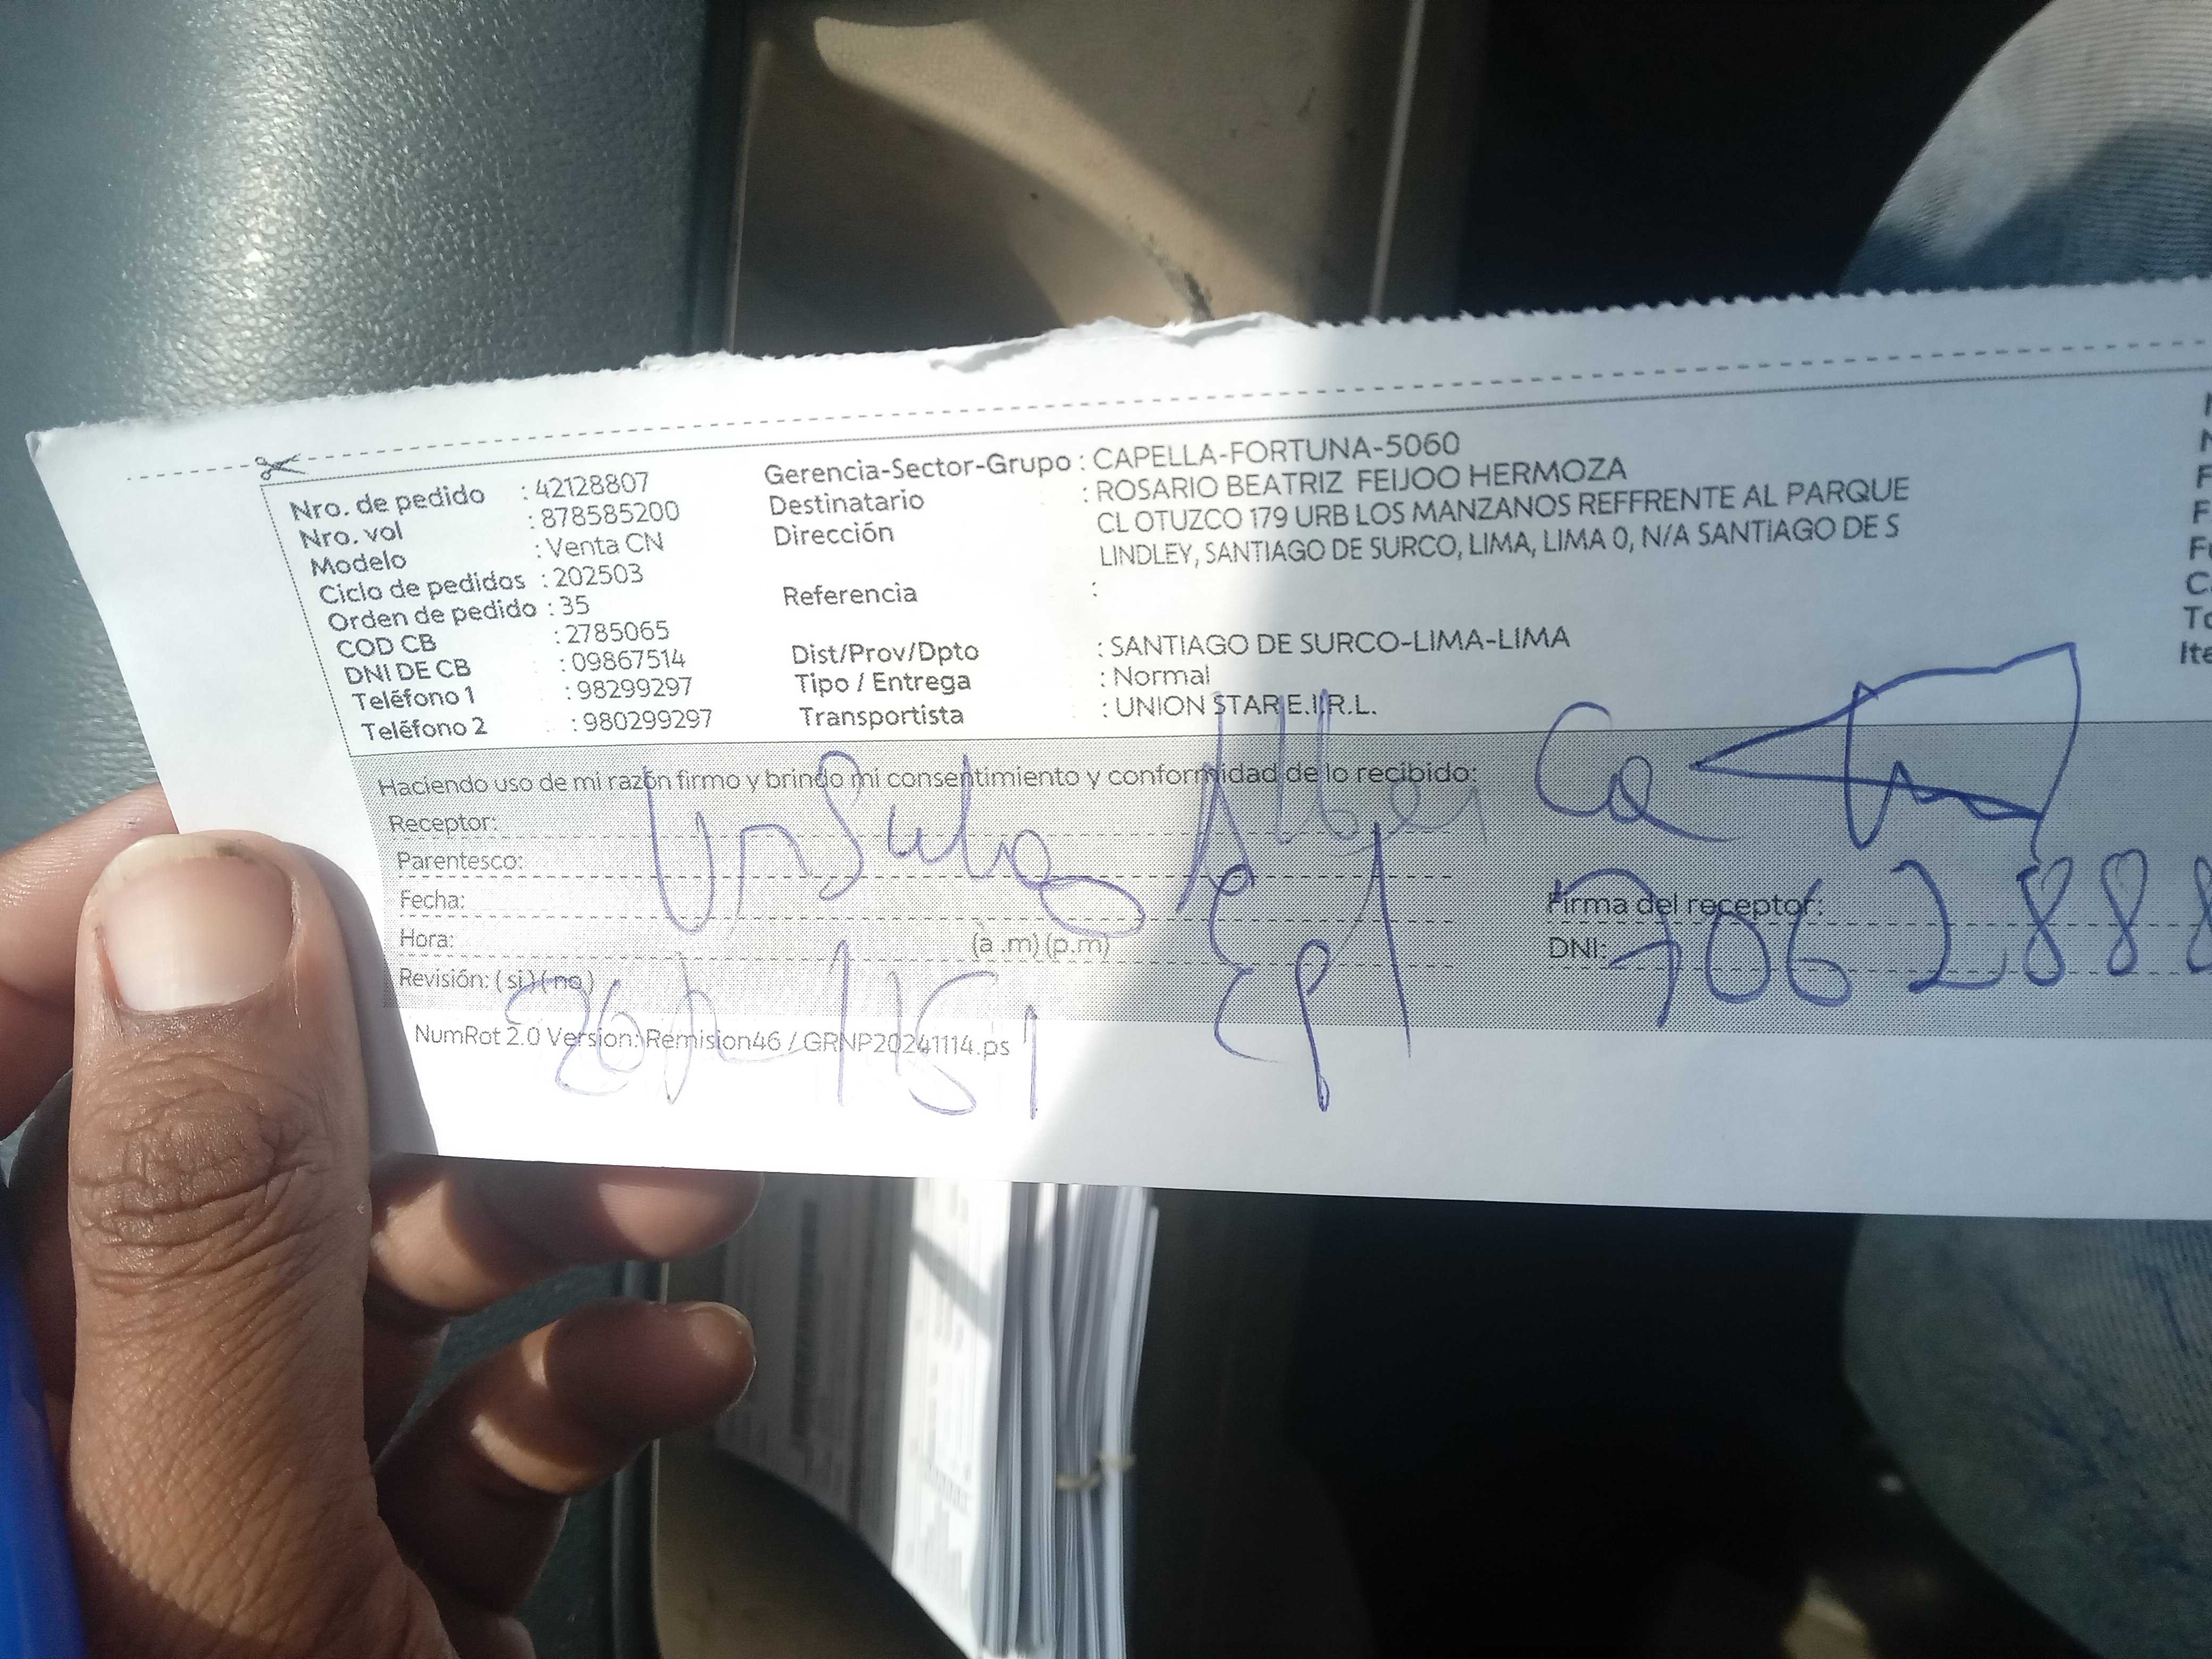 Nro. de pedido : 42128807
Nro. vol : 878585200
Modelo : Venta CN
Ciclo de pedidos : 202503
Orden de pedido : 35
COD CB : 2785065
DNI DE CB : 09867514
Teléfono 1 : 98299297
Teléfono 2 : 980299297
Gerencia-Sector-Grupo : CAPELLA-FORTUNA-5060
Destinatario : ROSARIO BEATRIZ FEIJOO HERMOZA
Dirección CL OTUZCO 179 URB LOS MANZANOS REFFRENTE AL PARQUE
LINDLEY, SANTIAGO DE SURCO, LIMA, LIMA 0, N/A SANTIAGO DE S
Referencia :
Dist/Prov/Dpto : SANTIAGO DE SURCO-LIMA-LIMA
Tipo / Entrega : Normal
Transportista : UNION STAR E.I.R.L.
Haciendo uso de mi razón firmo y brindo mi consentimiento y conformidad de lo recibido:
Receptor: Ursula
Parentesco:
Fecha:
Hora: (a .m) (p.m)
Revisión: ( si ) ( no )
Firma del receptor:
DNI: 7062888
NumRot 2.0 Version: Remision46 / GRNP20241114.ps